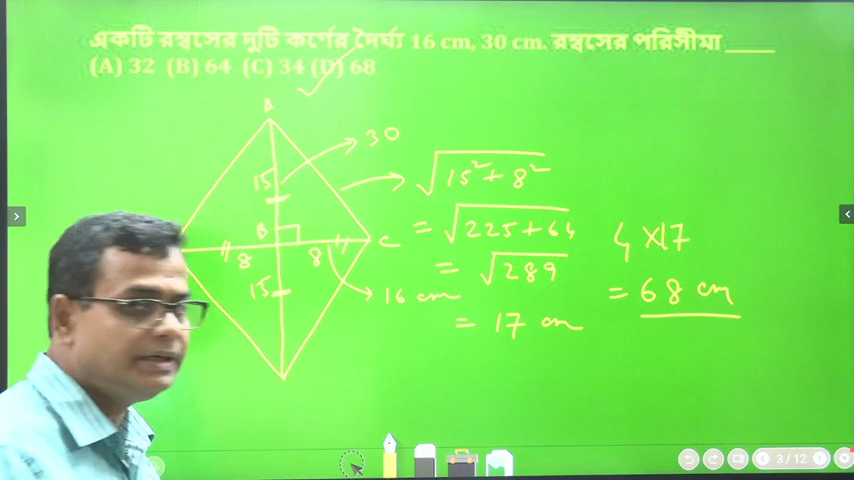 একটি রম্বসের দুটি কর্ণের দৈর্ঘ্য 16 cm, 30 cm. রম্বসের পরিসীমা ____
(A) 32 (B) 64 (C) 34 (D) 68
A
30
15
√15²+8²
B
C
= √225+64
4 x 17
8
8
= √289
15
16 cm
= 68 cm
= 17 cm
3 / 12